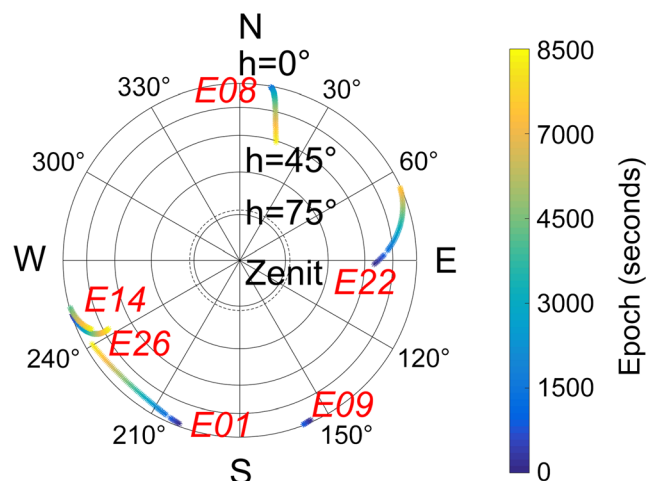 N
h=0°
E08
330°
30°
300°
60°
h=45°
h=75°
W
E
Zenit
E22
E14
E26
240°
120°
E09
E01
210°
150°
S
8500
7000
4500
3000
1500
0
Epoch (seconds)